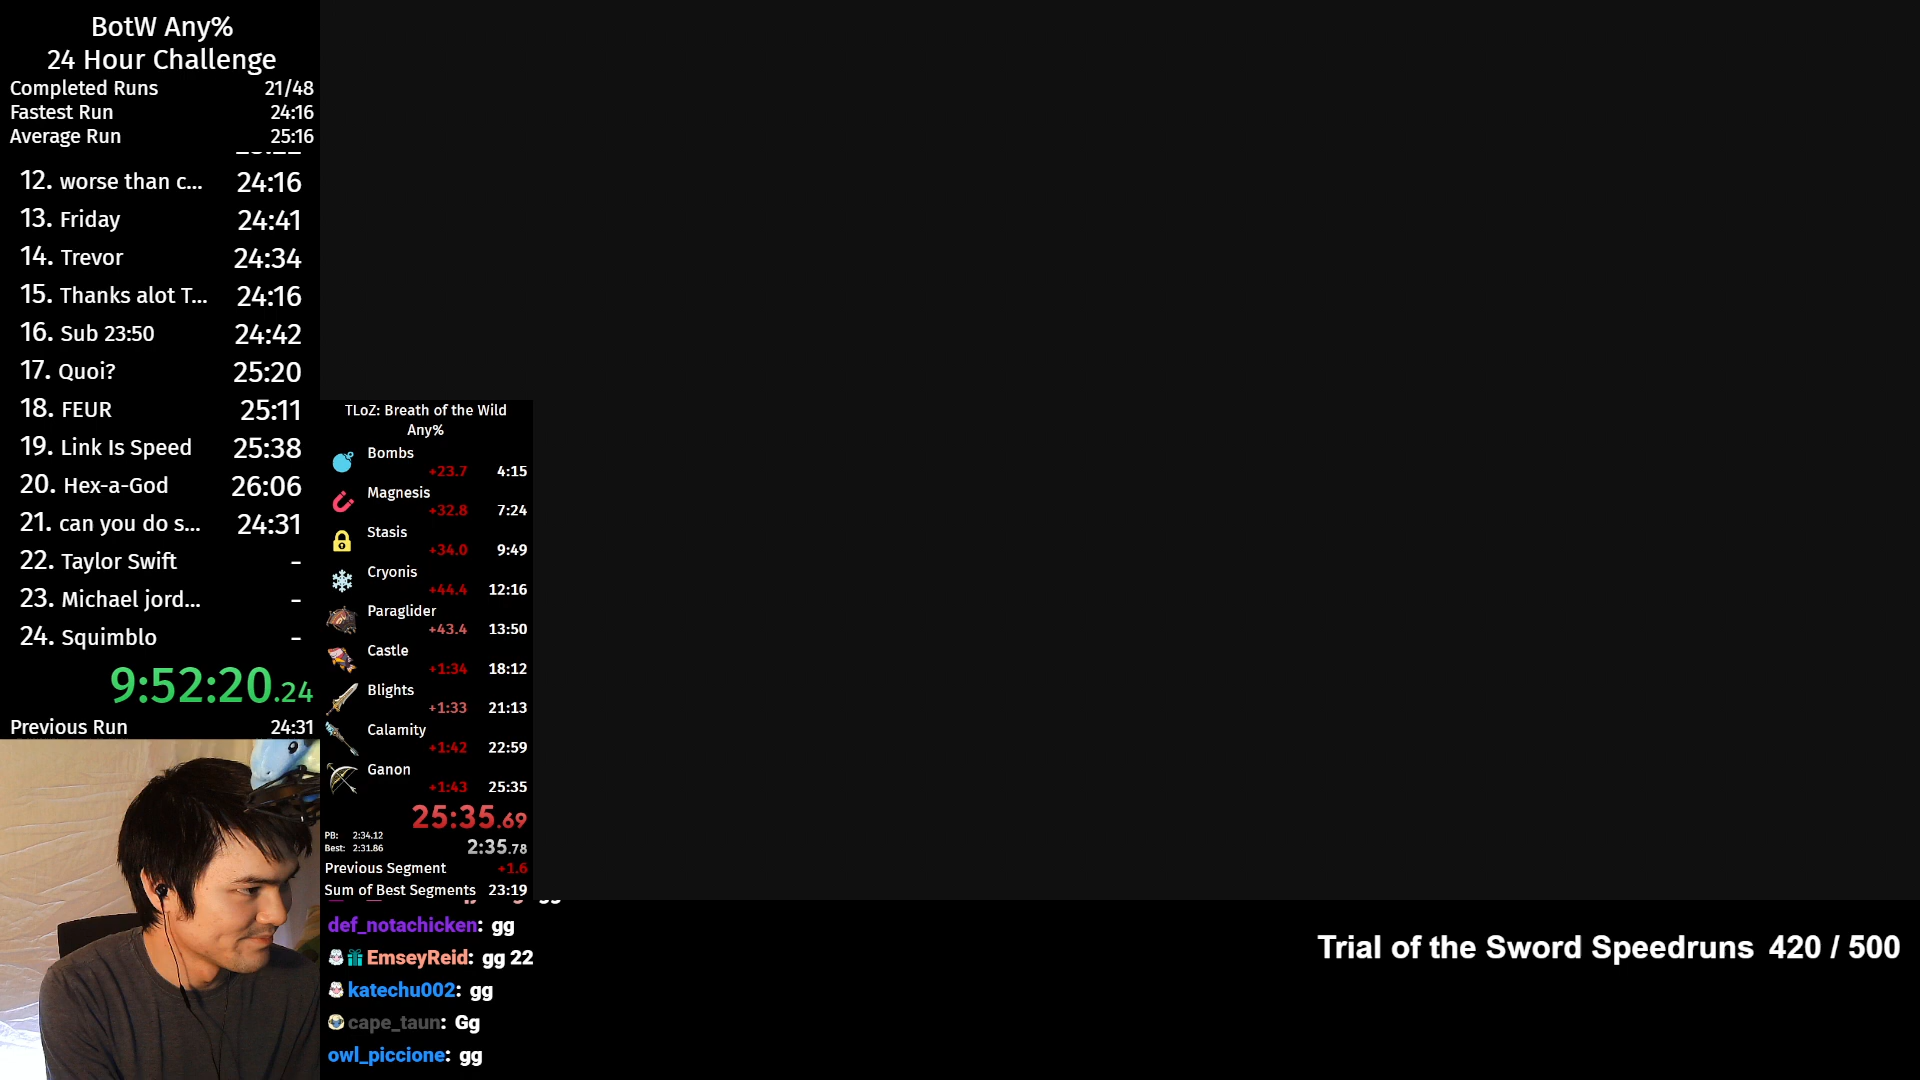 BotW Any%
24 Hour Challenge
Completed Runs 21/48
Fastest Run 24:16
Average Run 25:16
12. worse than c... 24:16
13. Friday 24:41
14. Trevor 24:34
15. Thanks alot T... 24:16
16. Sub 23:50 24:42
17. Quoi? 25:20
18. FEUR 25:11
19. Link Is Speed 25:38
20. Hex-a-God 26:06
21. can you do s... 24:31
22. Taylor Swift -
23. Michael jord... -
24. Squimblo -
9:52:20.24
Previous Run 24:31
TLoZ: Breath of the Wild
Any%
Bombs
+23.7 4:15
Magnesis
+32.8 7:24
Stasis
+34.0 9:49
Cryonis
+44.4 12:16
Paraglider
+43.4 13:50
Castle
+1:34 18:12
Blights
+1:33 21:13
Calamity
+1:42 22:59
Ganon
+1:43 25:35
25:35.69
PB: 2:34.12
Best: 2:31.86
2:35.78
Previous Segment +1.6
Sum of Best Segments 23:19
def_notachicken: gg
EmseyReid: gg 22
katechu002: gg
cape_taun: Gg
owl_piccione: gg
Trial of the Sword Speedruns 420 / 500